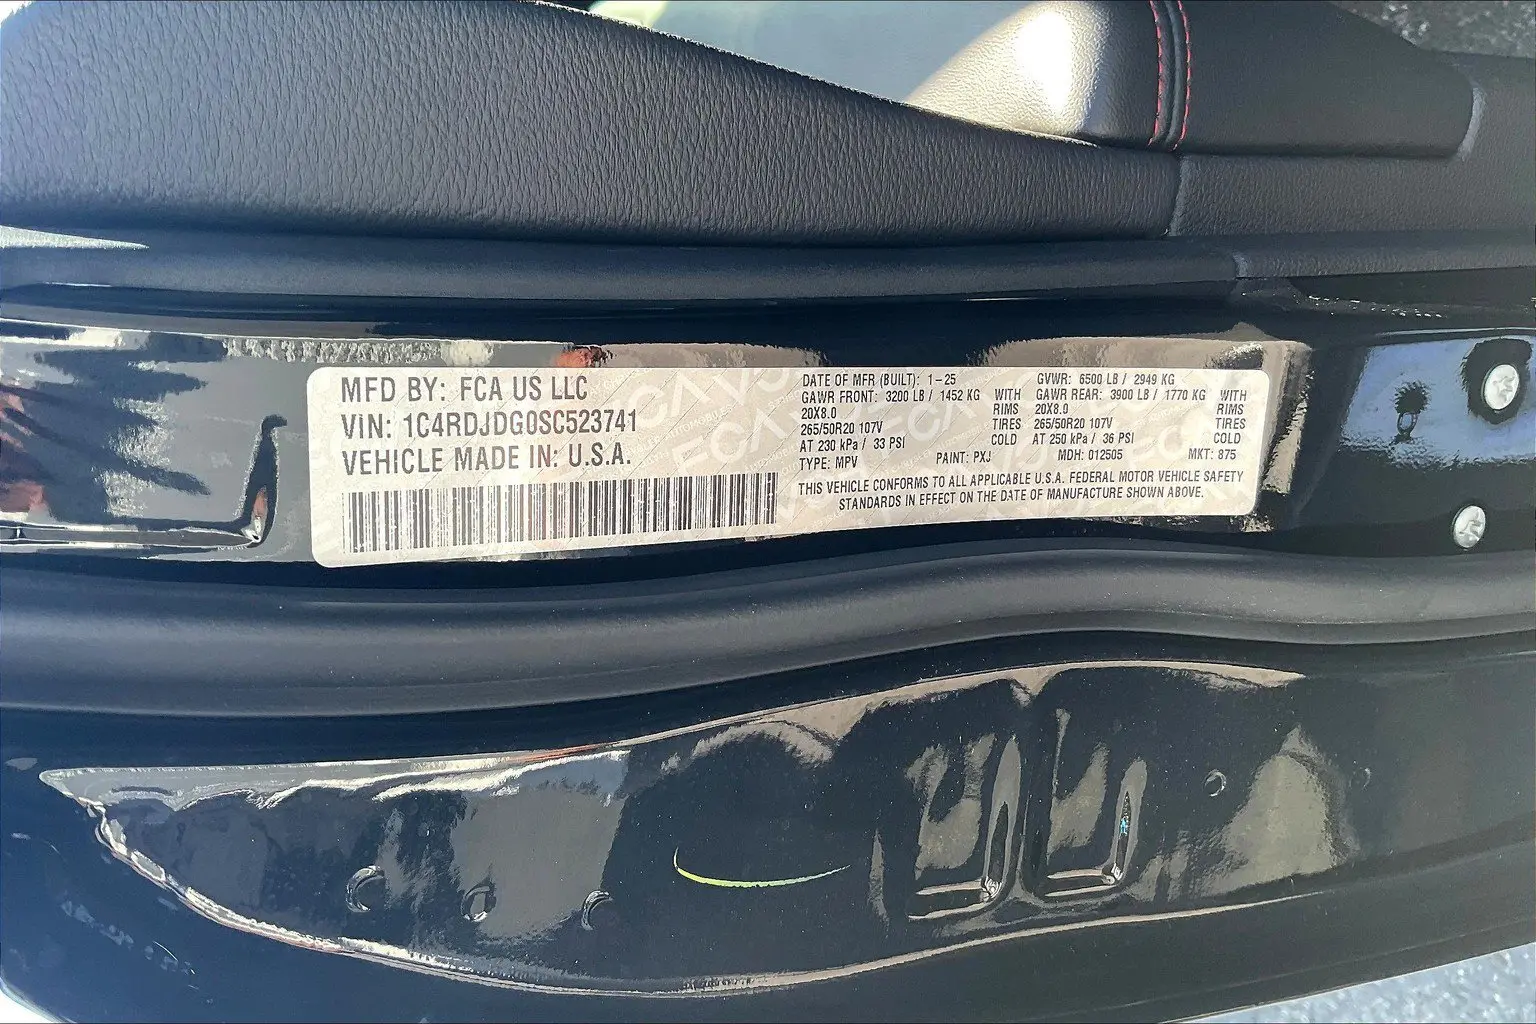 MFD BY: FCA US LLC
VIN: 1C4RDJDG0SC523741
VEHICLE MADE IN: U.S.A.
DATE OF MFR (BUILT): 1-25 GVWR: 6500 LB / 2949 KG
GAWR FRONT: 3200 LB / 1452 KG WITH GAWR REAR: 3900 LB / 1770 KG WITH
20X8.0 RIMS 20X8.0 RIMS
265/50R20 107V TIRES 265/50R20 107V TIRES
AT 230 kPa / 33 PSI COLD AT 250 kPa / 36 PSI COLD
TYPE: MPV PAINT: PXJ MDH: 012505 MKT: 875
THIS VEHICLE CONFORMS TO ALL APPLICABLE U.S.A. FEDERAL MOTOR VEHICLE SAFETY
STANDARDS IN EFFECT ON THE DATE OF MANUFACTURE SHOWN ABOVE.